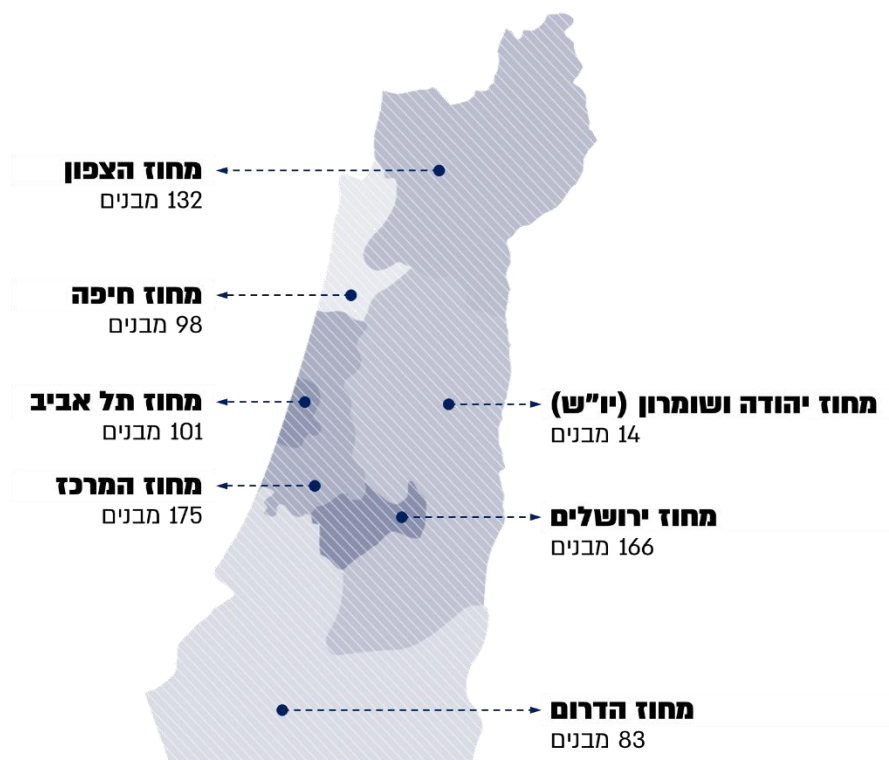 מחוז הצפון
132 מבנים
מחוז חיפה
98 מבנים
מחוז תל אביב
101 מבנים
מחוז יהודה ושומרון (יו"ש)
14 מבנים
מחוז המרכז
175 מבנים
מחוז ירושלים
166 מבנים
מחוז הדרום
83 מבנים